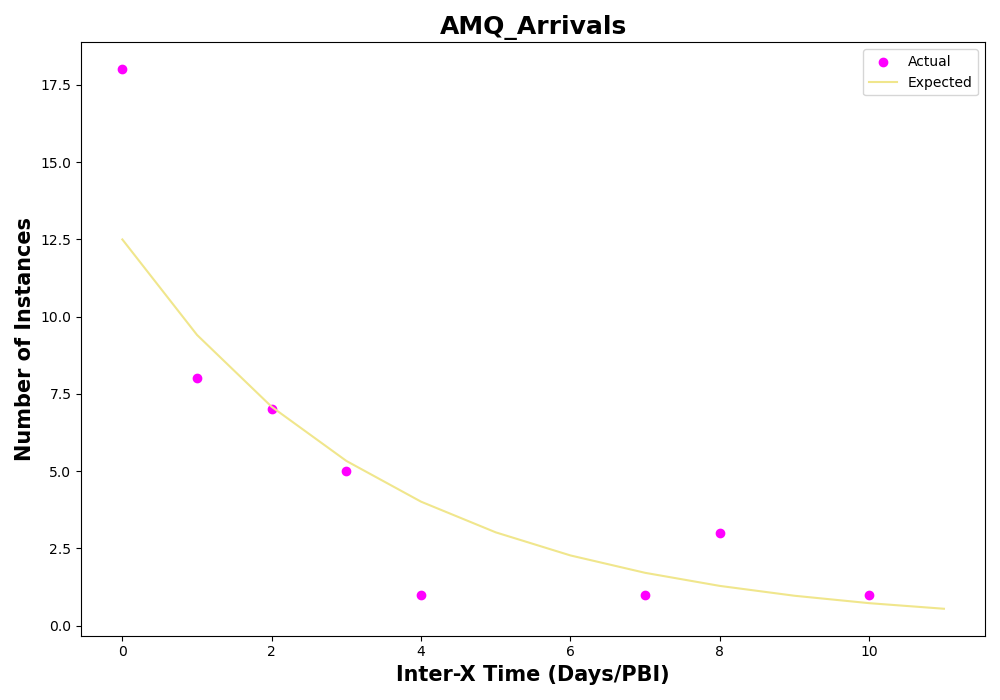 AMQ_Arrivals
Actual
Expected
17.5
15.0
12.5
10.0
7.5
5.0
2.5
0.0
Number of Instances
0 2 4 6 8 10
Inter-X Time (Days/PBI)